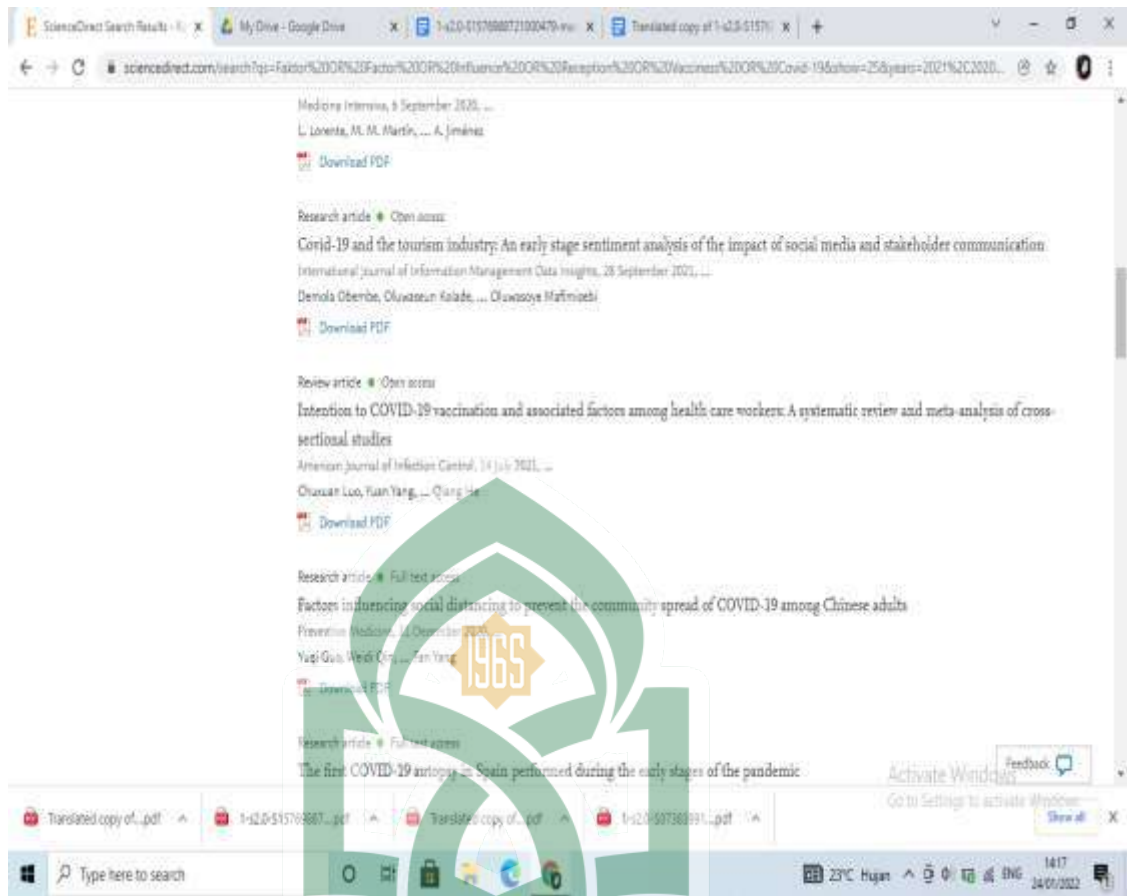 ScienceDirect Search Results -
My Drive - Google Drive
Translated copy of
sciencedirect.com/search?qs=Faktor%20OR%20Factor%20OR%20Influence%20OR%20Reception%20OR%20Vaccines%20OR%20Covid-19&show=25&years=2021%2C2020...
Medicina Intensiva, 6 September 2020, ...
L. Lorente, M. M. Martín, ... A. Jiménez
Download PDF
Research article Open access
Covid-19 and the tourism industry: An early stage sentiment analysis of the impact of social media and stakeholder communication
International Journal of Information Management Data Insights, 28 September 2021, ...
Demola Obembe, Oluwaseun Kolade, ... Oluwasoye Mafimisebi
Download PDF
Review article Open access
Intention to COVID-19 vaccination and associated factors among health care workers: A systematic review and meta-analysis of cross-
sectional studies
American Journal of Infection Control, 14 July 2021, ...
Chuxuan Luo, Yuan Yang, ... Qiang He
Download PDF
Research article Full text access
Factors influencing social distancing to prevent the community spread of COVID-19 among Chinese adults
Preventive Medicine, 11 December 2020, ...
Yuqi Guo, Weidi Qin, ... Fan Yang
1965
Download PDF
Research article Full text access
The first COVID-19 autopsy in Spain performed during the early stages of the pandemic
Feedback
Activate Windows
Go to Settings to activate Windows.
Translated copy of...pdf
Translated copy of...pdf
Show all
Type here to search
23°C Hujan
ENG
14:17
24/01/2022